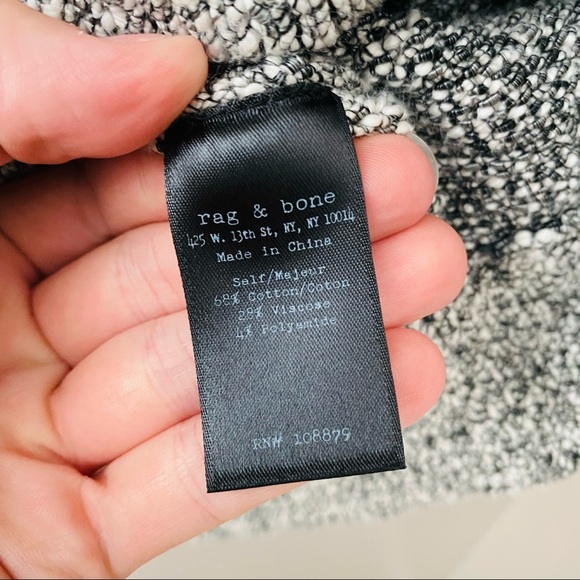 rag & bone
425 W. 13th St, NY, NY 10014
Made in China
Self/Majeur
68% Cotton/Coton
28% Viscose
4% Polyamide
RN# 108879